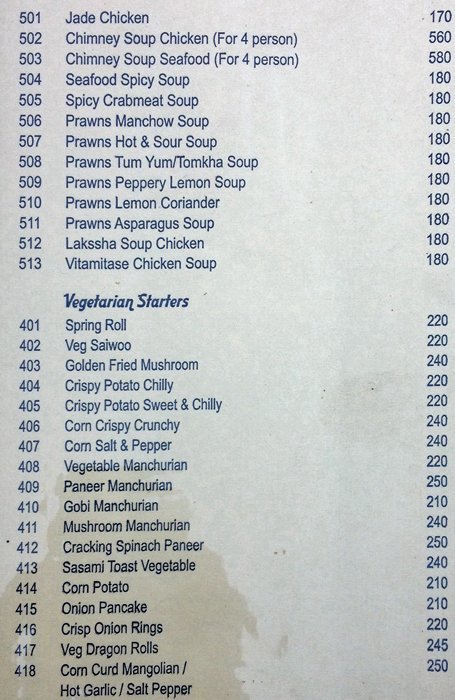 501 Jade Chicken 170
502 Chimney Soup Chicken (For 4 person) 560
503 Chimney Soup Seafood (For 4 person) 580
504 Seafood Spicy Soup 180
505 Spicy Crabmeat Soup 180
506 Prawns Manchow Soup 180
507 Prawns Hot & Sour Soup 180
508 Prawns Tum Yum/Tomkha Soup 180
509 Prawns Peppery Lemon Soup 180
510 Prawns Lemon Coriander 180
511 Prawns Asparagus Soup 180
512 Lakssha Soup Chicken 180
513 Vitamitase Chicken Soup 180
Vegetarian Starters
401 Spring Roll 220
402 Veg Saiwoo 220
403 Golden Fried Mushroom 240
404 Crispy Potato Chilly 220
405 Crispy Potato Sweet & Chilly 220
406 Corn Crispy Crunchy 240
407 Corn Salt & Pepper 240
408 Vegetable Manchurian 220
409 Paneer Manchurian 250
410 Gobi Manchurian 210
411 Mushroom Manchurian 240
412 Cracking Spinach Paneer 250
413 Sasami Toast Vegetable 240
414 Corn Potato 210
415 Onion Pancake 210
416 Crisp Onion Rings 220
417 Veg Dragon Rolls 245
418 Corn Curd Mangolian / 250
Hot Garlic / Salt Pepper